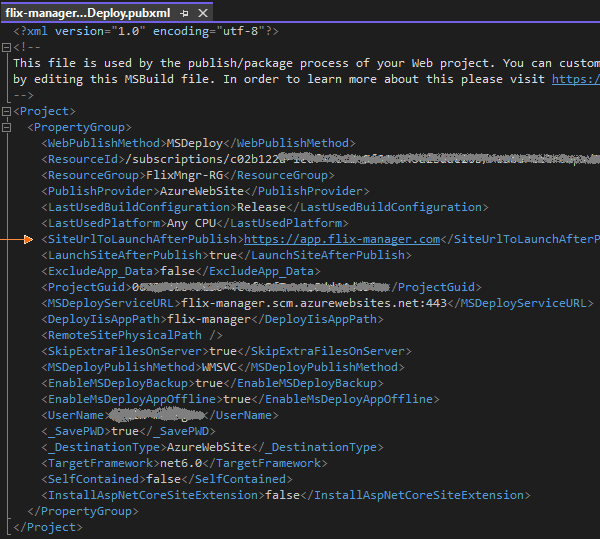 flix-manager...Deploy.pubxml
<?xml version="1.0" encoding="utf-8"?>
<!--
This file is used by the publish/package process of your Web project. You can custom
by editing this MSBuild file. In order to learn more about this please visit https:/
-->
<Project>
<PropertyGroup>
<WebPublishMethod>MSDeploy</WebPublishMethod>
<ResourceId>/subscriptions/c02b122
<ResourceGroup>FlixMngr-RG</ResourceGroup>
<PublishProvider>AzureWebSite</PublishProvider>
<LastUsedBuildConfiguration>Release</LastUsedBuildConfiguration>
<LastUsedPlatform>Any CPU</LastUsedPlatform>
<SiteUrlToLaunchAfterPublish>https://app.flix-manager.com</SiteUrlToLaunchAfterP
<LaunchSiteAfterPublish>true</LaunchSiteAfterPublish>
<ExcludeApp_Data>false</ExcludeApp_Data>
<ProjectGuid>0 /ProjectGuid>
<MSDeployServiceURL>flix-manager.scm.azurewebsites.net:443</MSDeployServiceURL>
<DeployIisAppPath>flix-manager</DeployIisAppPath>
<RemoteSitePhysicalPath />
<SkipExtraFilesOnServer>true</SkipExtraFilesOnServer>
<MSDeployPublishMethod>WMSVC</MSDeployPublishMethod>
<EnableMSDeployBackup>true</EnableMSDeployBackup>
<EnableMsDeployAppOffline>true</EnableMsDeployAppOffline>
<UserName> </UserName>
<_SavePWD>true</_SavePWD>
<_DestinationType>AzureWebSite</_DestinationType>
<TargetFramework>net6.0</TargetFramework>
<SelfContained>false</SelfContained>
<InstallAspNetCoreSiteExtension>false</InstallAspNetCoreSiteExtension>
</PropertyGroup>
</Project>